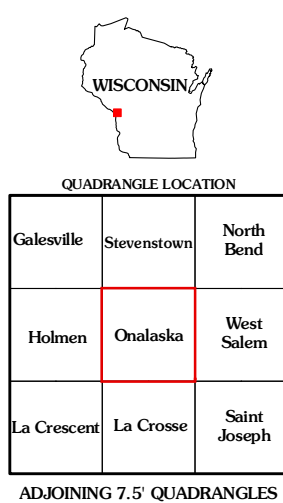 WISCONSIN
QUADRANGLE LOCATION
Galesville
Stevenstown
North
Bend
Holmen
Onalaska
West
Salem
La Crescent
La Crosse
Saint
Joseph
ADJOINING 7.5' QUADRANGLES